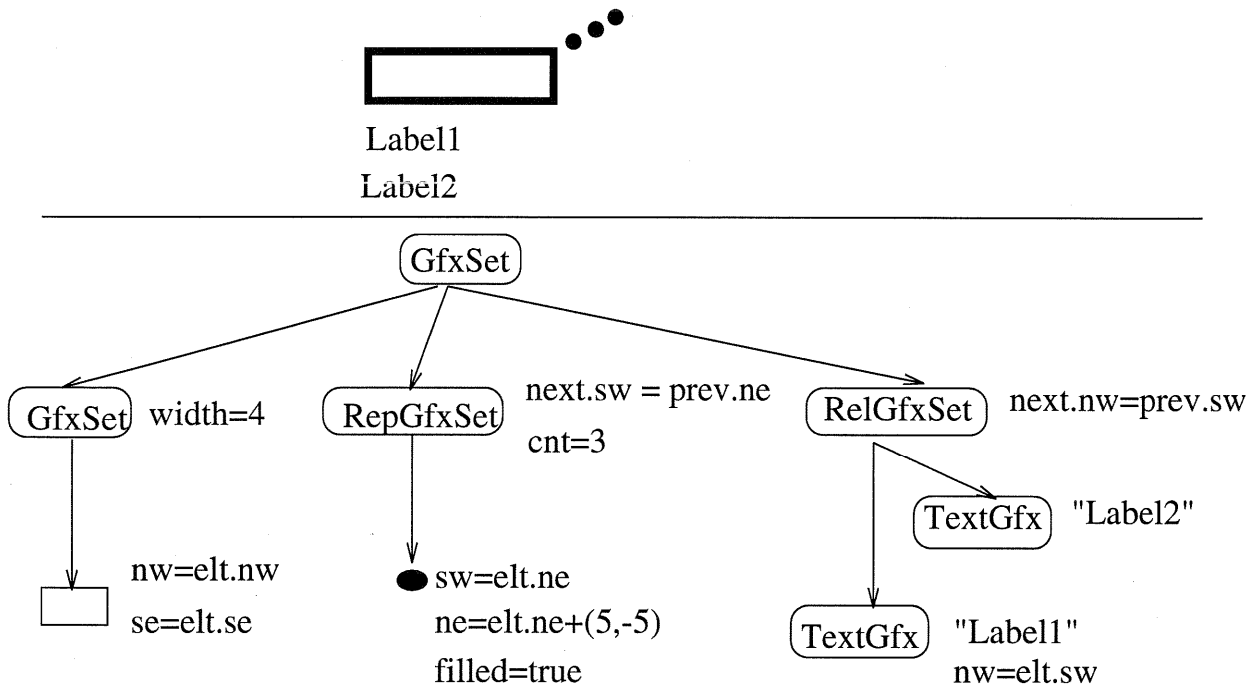 Label1
Label2
GfxSet
GfxSet width=4
RepGfxSet
next.sw = prev.ne
cnt=3
RelGfxSet next.nw=prev.sw
TextGfx "Label2"
nw=elt.nw
se=elt.se
sw=elt.ne
ne=elt.ne+(5,-5)
filled=true
TextGfx "Label1"
nw=elt.sw